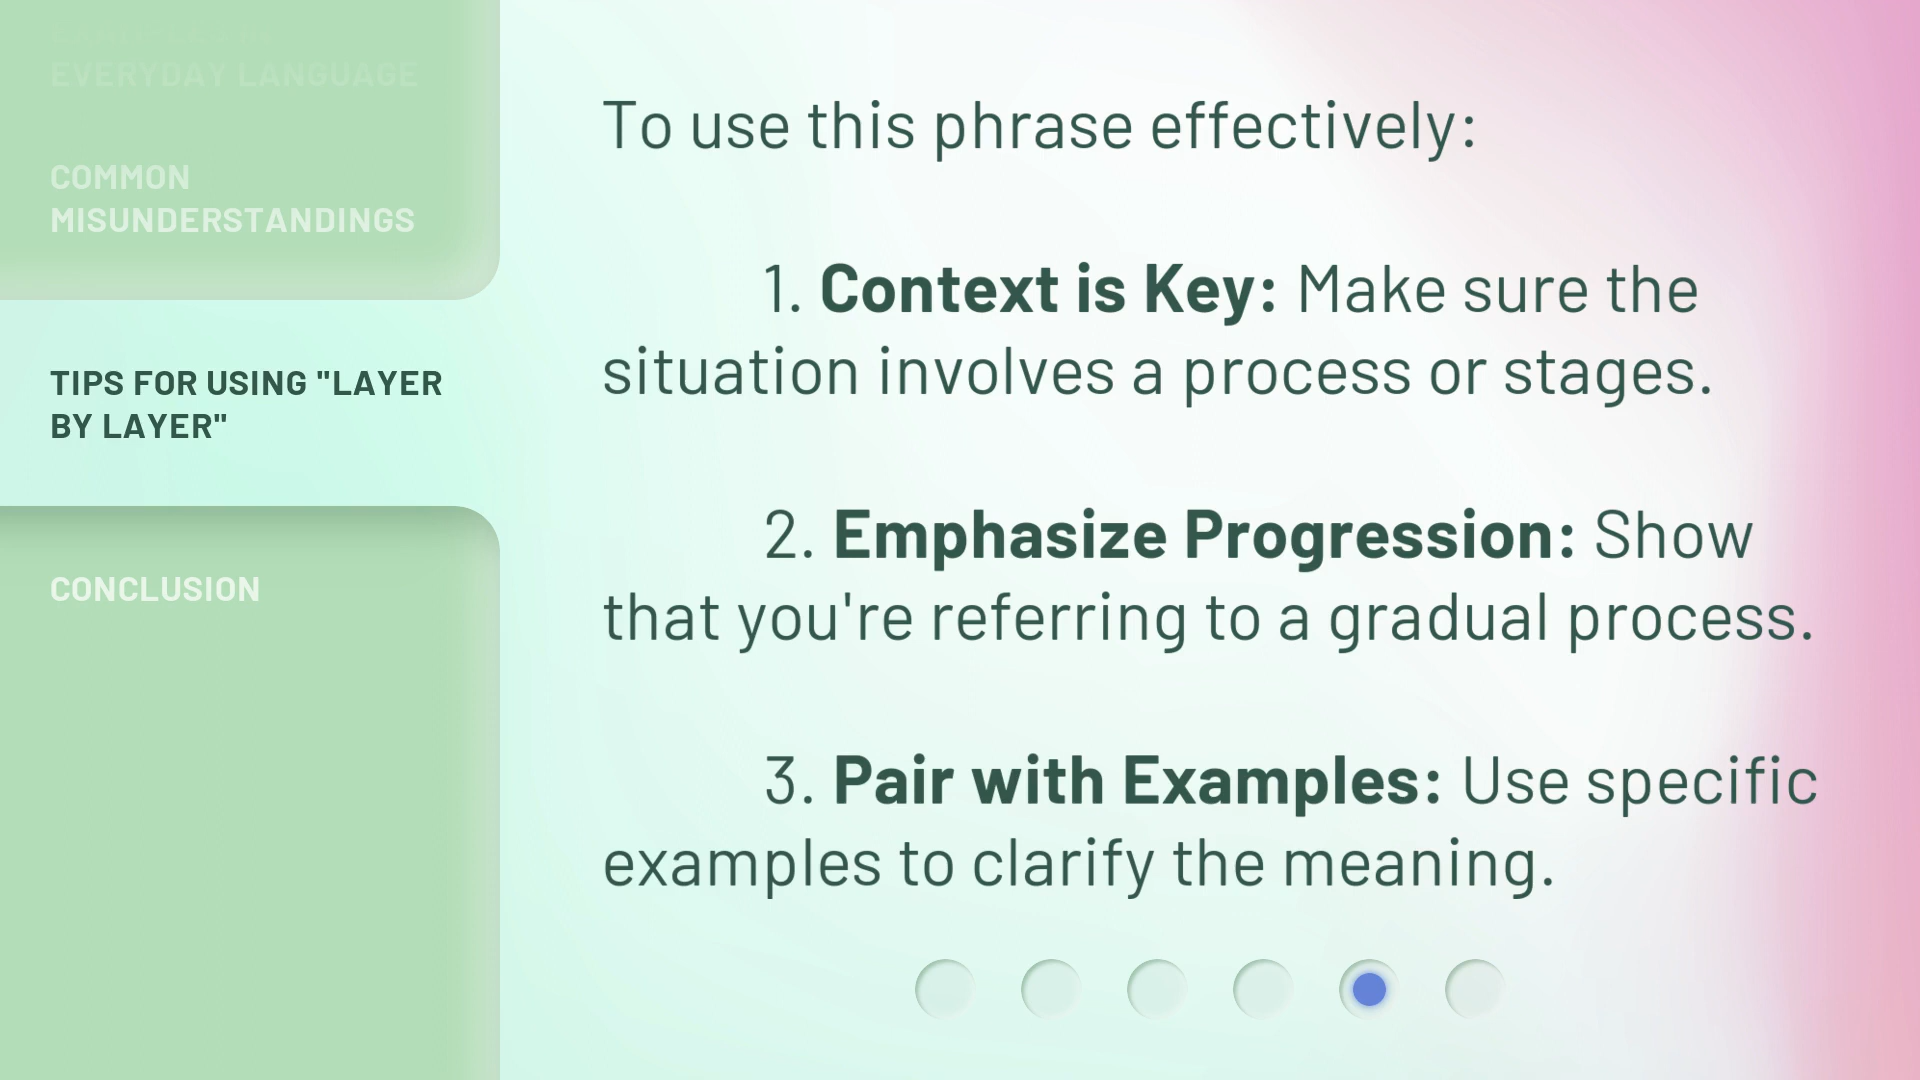 EVERYDAY LANGUAGE
COMMON
MISUNDERSTANDINGS
TIPS FOR USING "LAYER
BY LAYER"
CONCLUSION
To use this phrase effectively:
1. Context is Key: Make sure the
situation involves a process or stages.
2. Emphasize Progression: Show
that you're referring to a gradual process.
3. Pair with Examples: Use specific
examples to clarify the meaning.